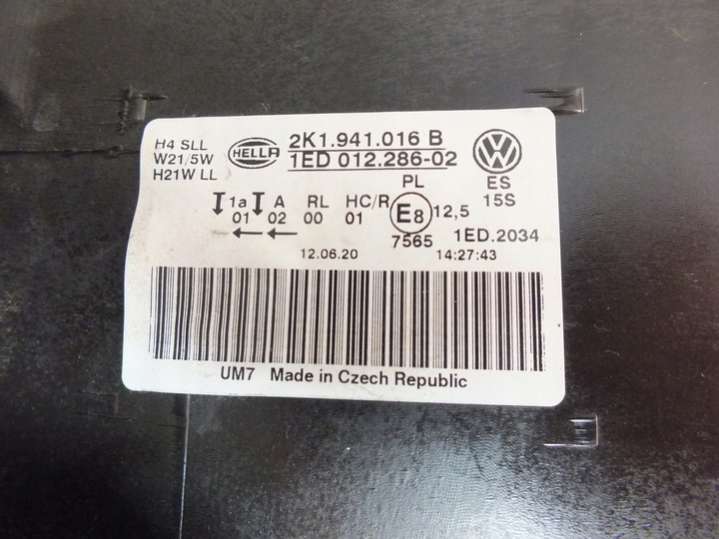 H4 SLL
W21/5W
H21W LL
HELLA
2K1.941.016 B
1ED 012.286-02
VW
PL
ES
15S
1a A RL HC/R
01 02 00 01
E8
12,5
7565
1ED.2034
12.06.20
14:27:43
UM7 Made in Czech Republic